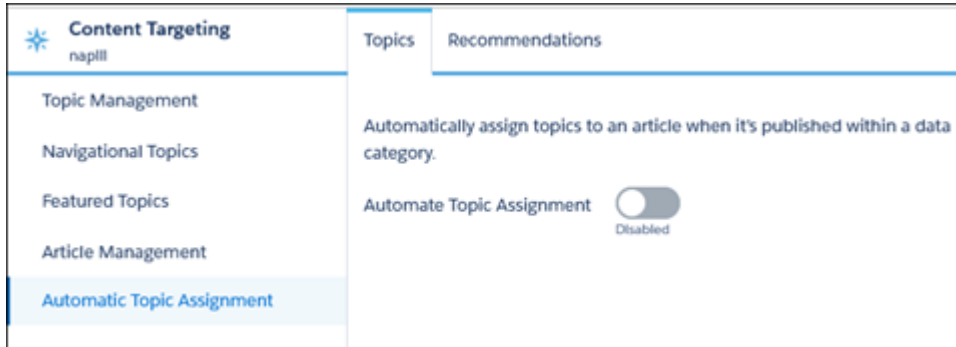 Content Targeting
napIII
Topics
Recommendations
Topic Management
Navigational Topics
Featured Topics
Article Management
Automatic Topic Assignment
Automatically assign topics to an article when it's published within a data
category.
Automate Topic Assignment
Disabled